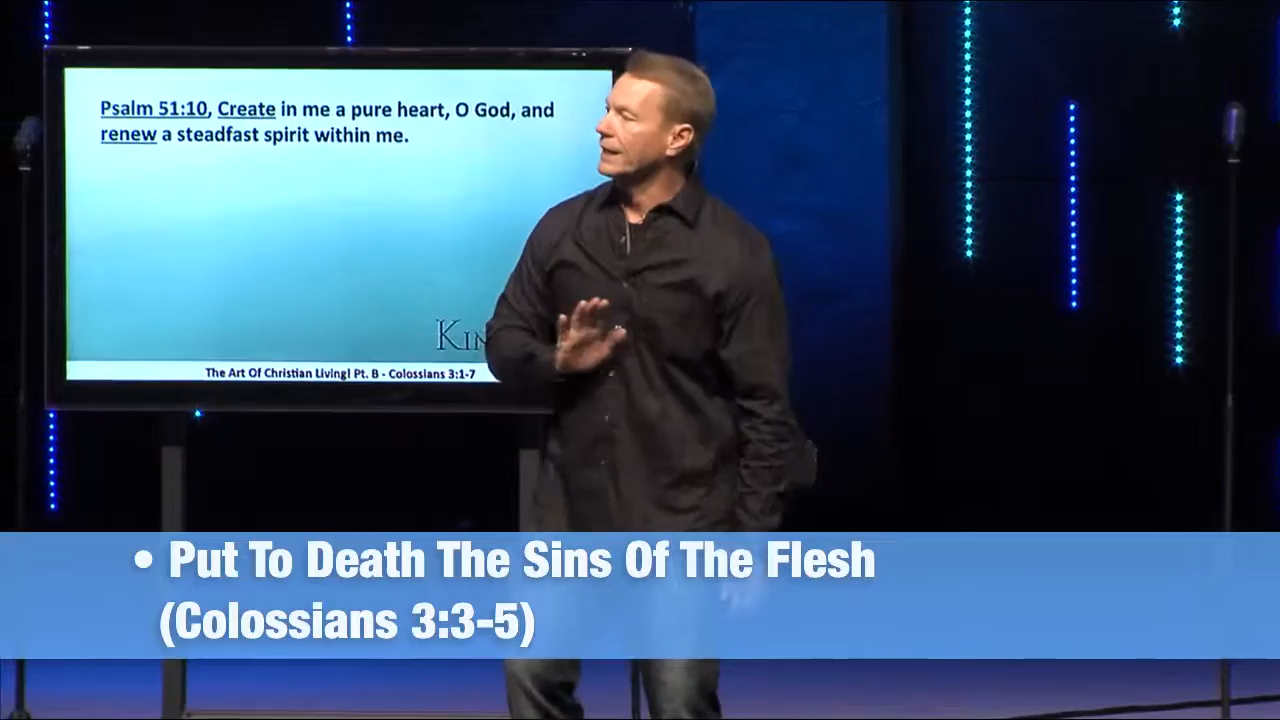 Psalm 51:10, Create in me a pure heart, O God, and
renew a steadfast spirit within me.
The Art Of Christian Living! Pt. B - Colossians 3:1-7
• Put To Death The Sins Of The Flesh
(Colossians 3:3-5)